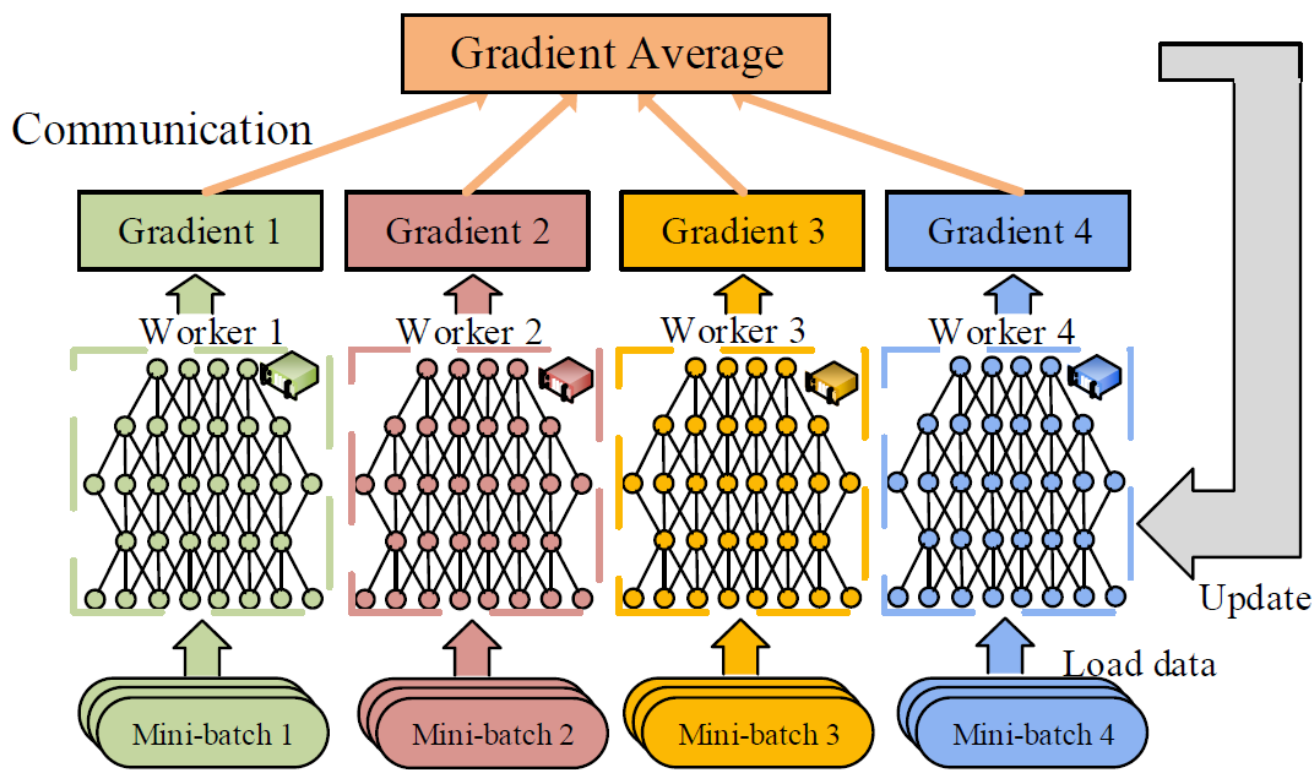 Gradient Average
Communication
Gradient 1
Gradient 2
Gradient 3
Gradient 4
Worker 1
Worker 2
Worker 3
Worker 4
Update
Load data
Mini-batch 1
Mini-batch 2
Mini-batch 3
Mini-batch 4